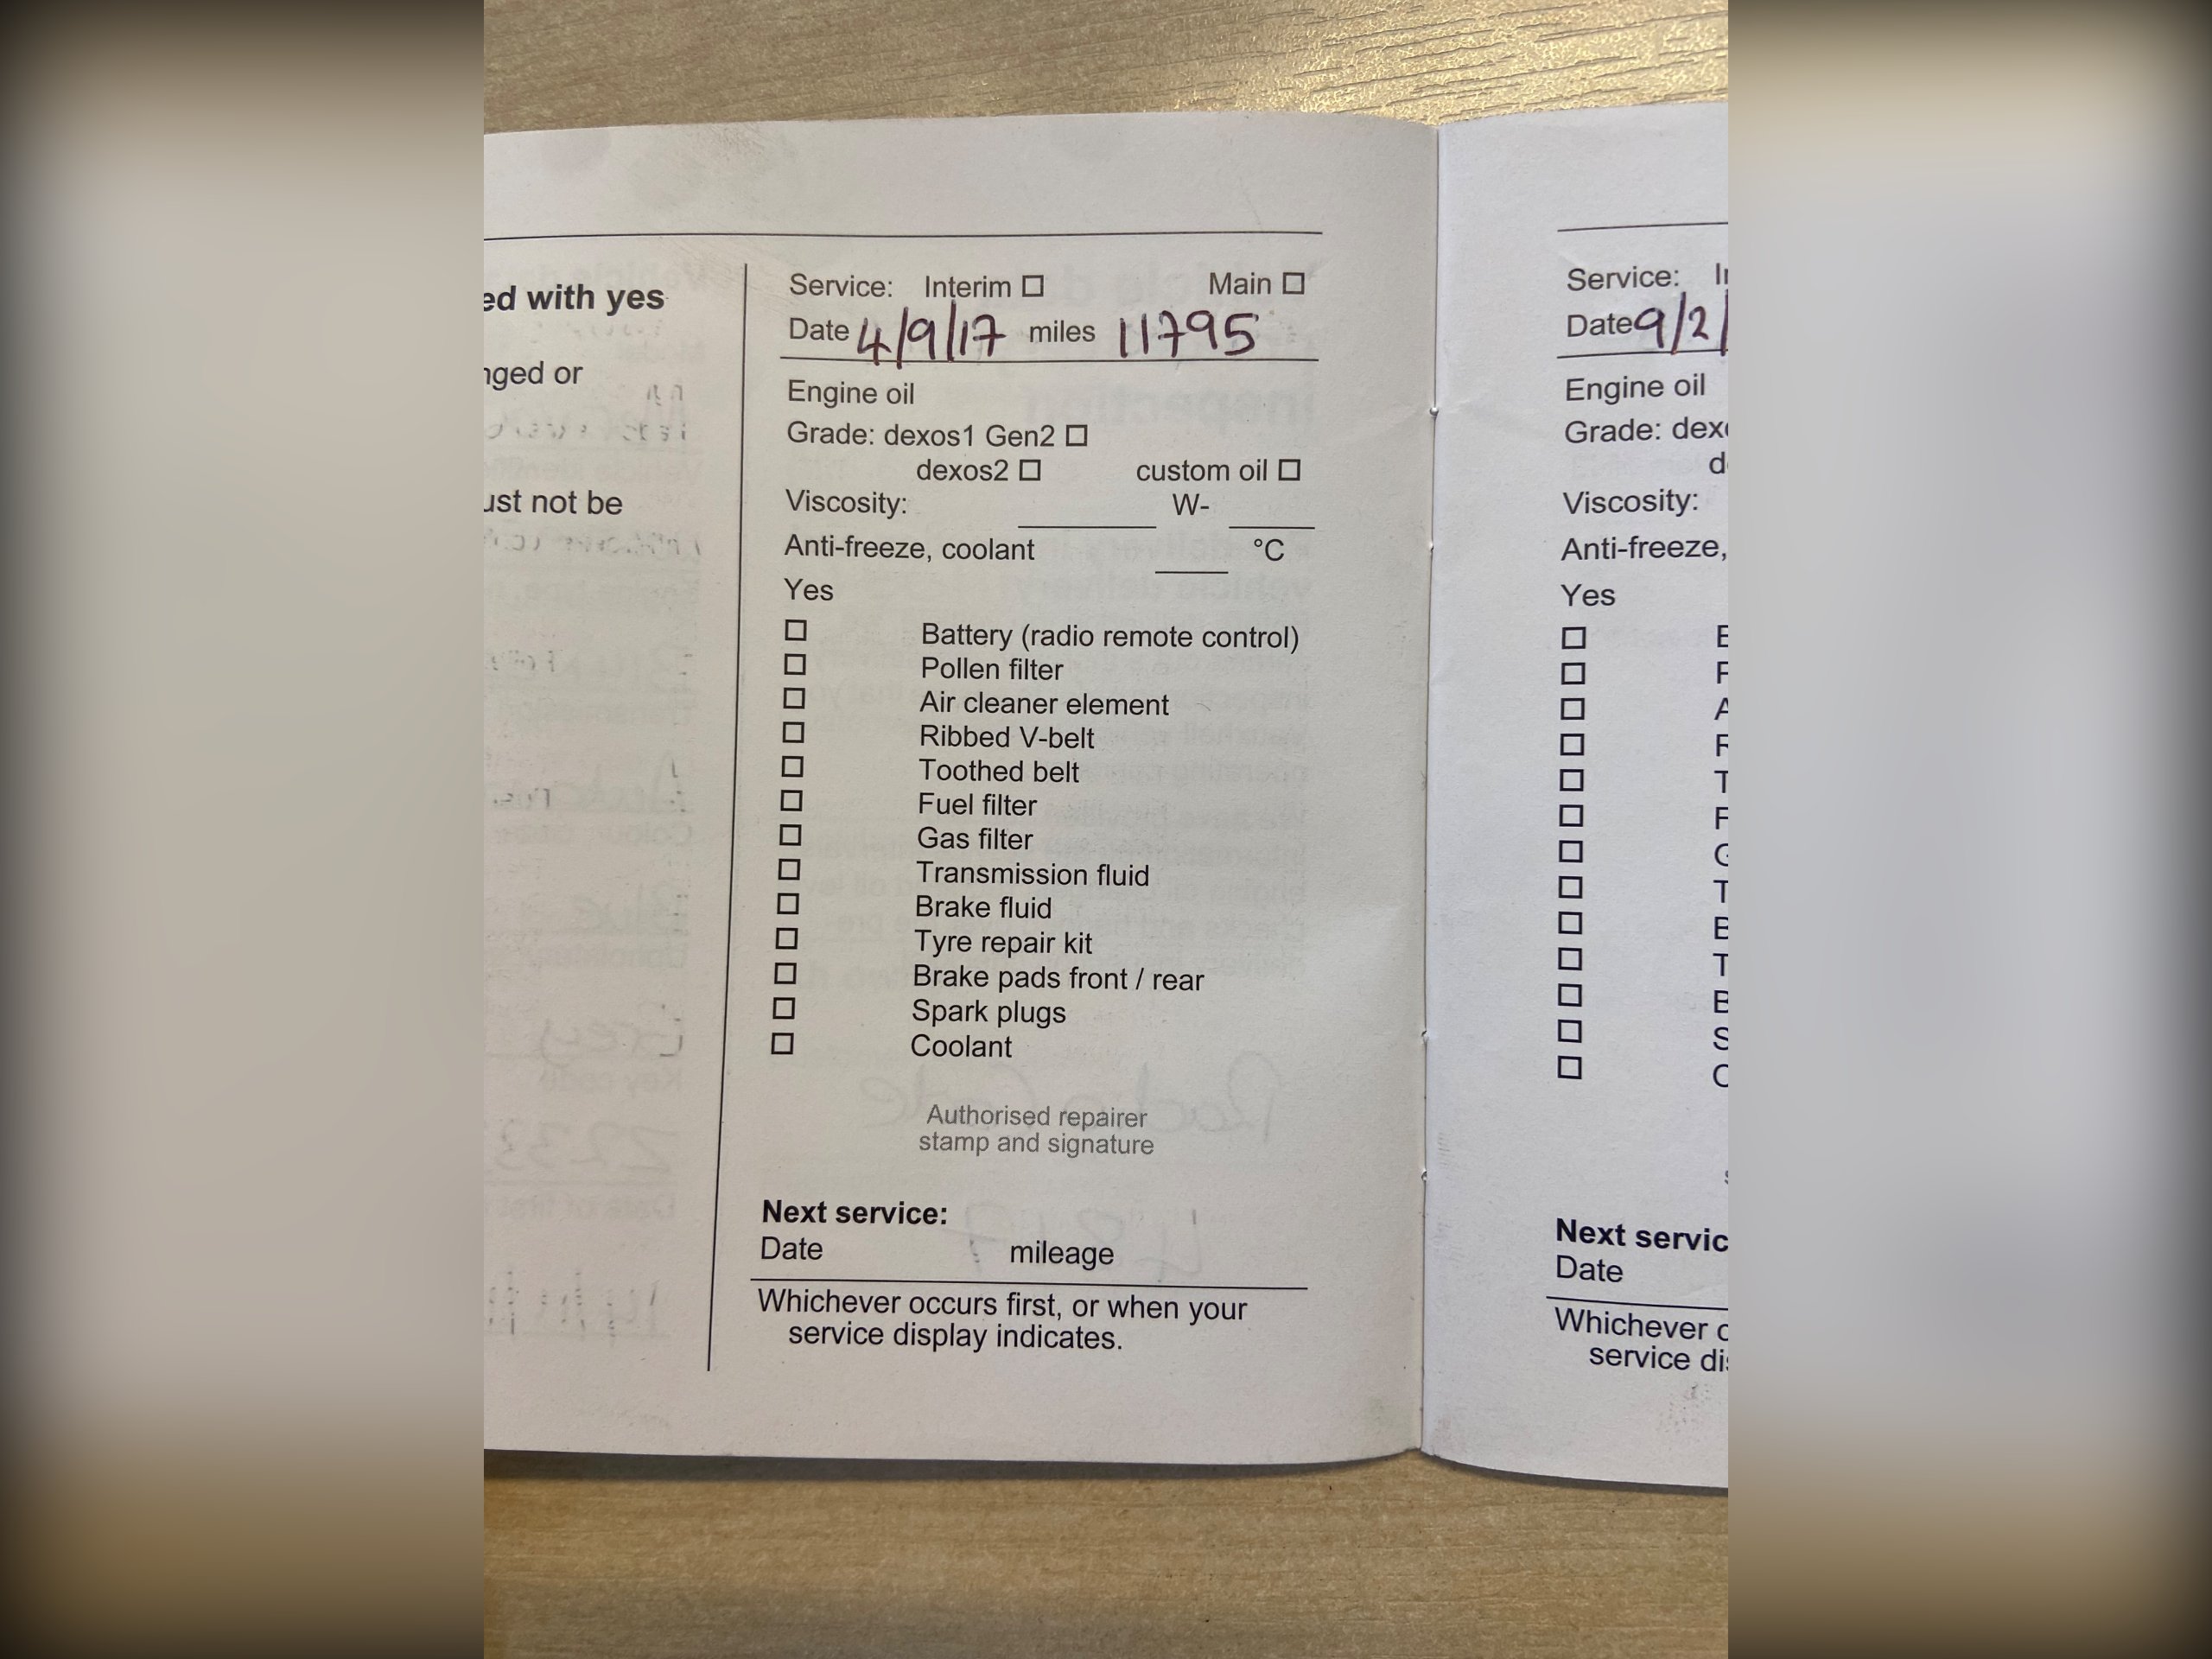 ed with yes
nged or
ust not be
Service: Interim ☐ Main ☐
Date 4/9/17 miles 11795
Engine oil
Grade: dexos1 Gen2 ☐
dexos2 ☐ custom oil ☐
Viscosity: W-
Anti-freeze, coolant °C
Yes
☐ Battery (radio remote control)
☐ Pollen filter
☐ Air cleaner element
☐ Ribbed V-belt
☐ Toothed belt
☐ Fuel filter
☐ Gas filter
☐ Transmission fluid
☐ Brake fluid
☐ Tyre repair kit
☐ Brake pads front / rear
☐ Spark plugs
☐ Coolant
Authorised repairer
stamp and signature
Next service:
Date mileage
Whichever occurs first, or when your
service display indicates.
Service:
Date 9/2/
Engine oil
Grade: dex
d
Viscosity:
Anti-freeze,
Yes
☐
☐
☐
☐
☐
☐
☐
☐
☐
☐
☐
☐
☐
Next servic
Date
Whichever
service di